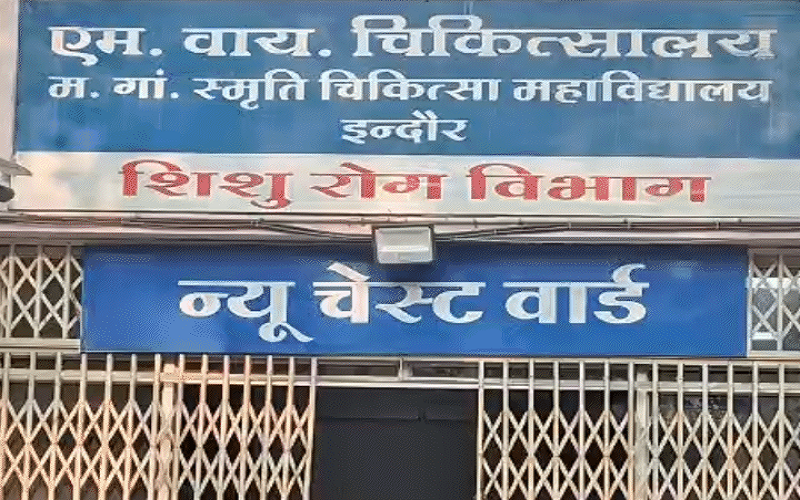 एम. वाय. चिकित्सालय
म. गां. स्मृति चिकित्सा महाविद्यालय
इन्दौर
शिशु रोग विभाग
न्यू चेस्ट वार्ड